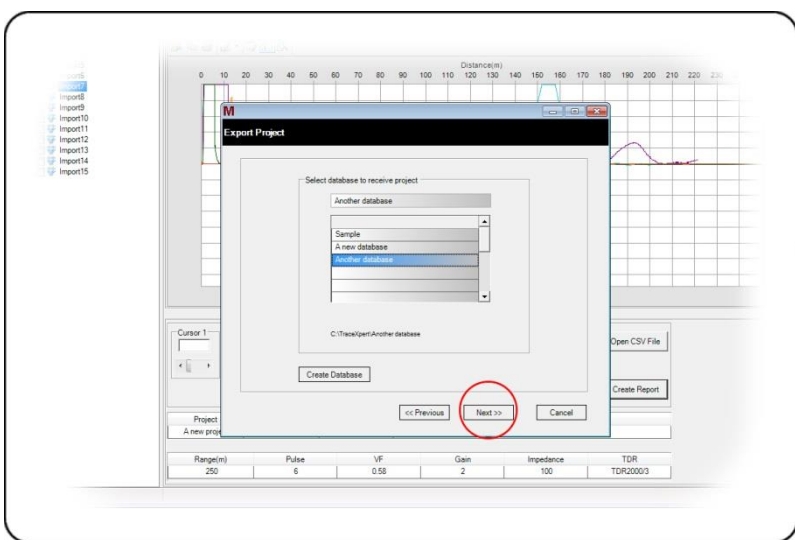 Import7
Import8
Import9
Import10
Import11
Import12
Import13
Import14
Import15
Distance(m)
0 10 20 30 40 50 60 70 80 90 100 110 120 130 140 150 160 170 180 190 200 210 220 230
M
Export Project
Select database to receive project
Another database
Sample
A new database
Another database
C:\TraceXpert\Another database
Create Database
<< Previous
Next >>
Cancel
Cursor 1
Open CSV File
Create Report
Project
A new proje
Range(m) Pulse VF Gain Impedance TDR
250 6 0.58 2 100 TDR2000/3